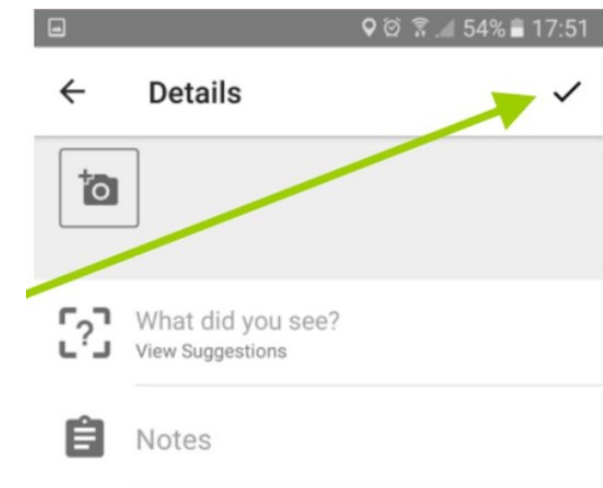 54% 17:51
Details
What did you see?
View Suggestions
Notes